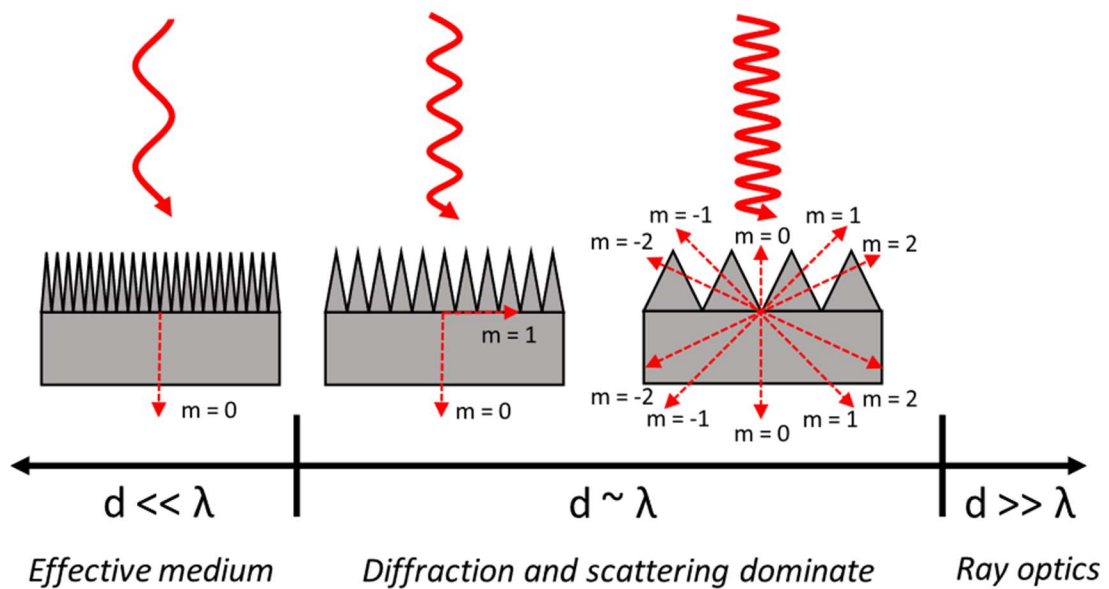 m = -1
m = 1
m = 0
m = -2
m = 2
m = 1
m = 0
m = 0
m = -2
m = 2
m = -1
m = 1
m = 0
d << λ
d ~ λ
d >> λ
Effective medium
Diffraction and scattering dominate
Ray optics